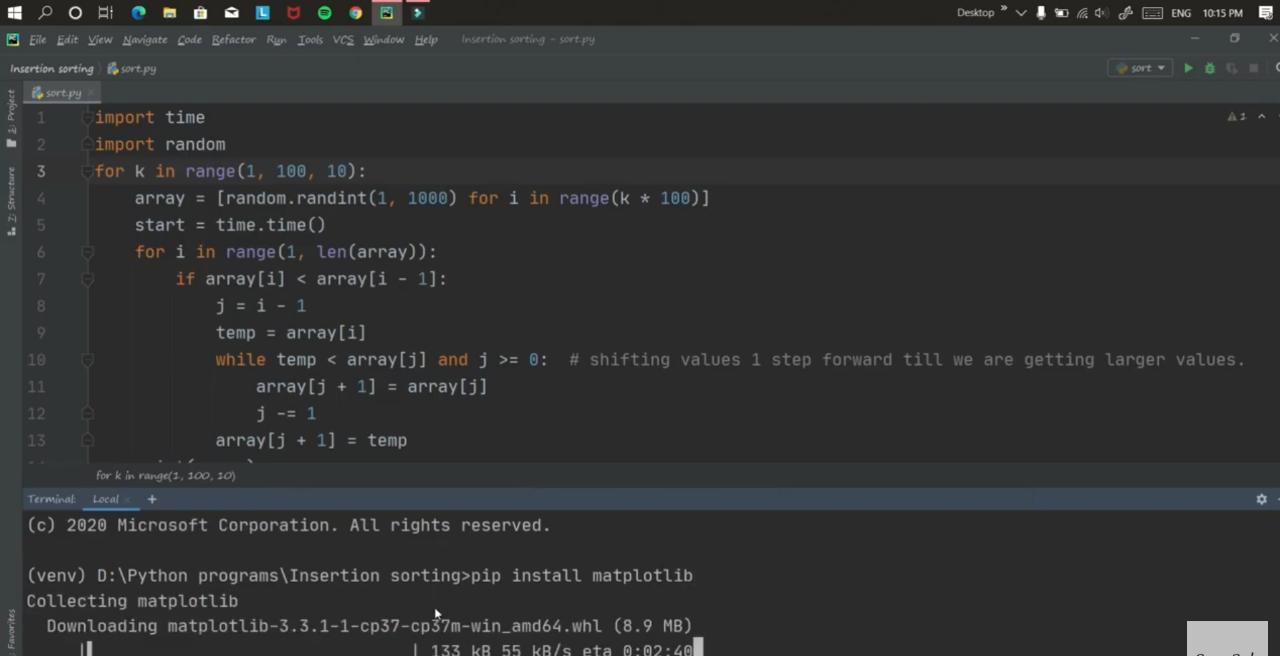 Desktop » ENG 10:15 PM
File Edit View Navigate Code Refactor Run Tools VCS Window Help Insertion sorting - sort.py
Insertion sorting sort.py sort
sort.py
1: Project
Z: Structure
Favorites
1 import time
2 import random
3 for k in range(1, 100, 10):
4 array = [random.randint(1, 1000) for i in range(k * 100)]
5 start = time.time()
6 for i in range(1, len(array)):
7 if array[i] < array[i - 1]:
8 j = i - 1
9 temp = array[i]
10 while temp < array[j] and j >= 0: # shifting values 1 step forward till we are getting larger values.
11 array[j + 1] = array[j]
12 j -= 1
13 array[j + 1] = temp
1
for k in range(1, 100, 10)
Terminal: Local +
(c) 2020 Microsoft Corporation. All rights reserved.
(venv) D:\Python programs\Insertion sorting>pip install matplotlib
Collecting matplotlib
Downloading matplotlib-3.3.1-1-cp37-cp37m-win_amd64.whl (8.9 MB)
| 133 kB 55 kB/s eta 0:02:40